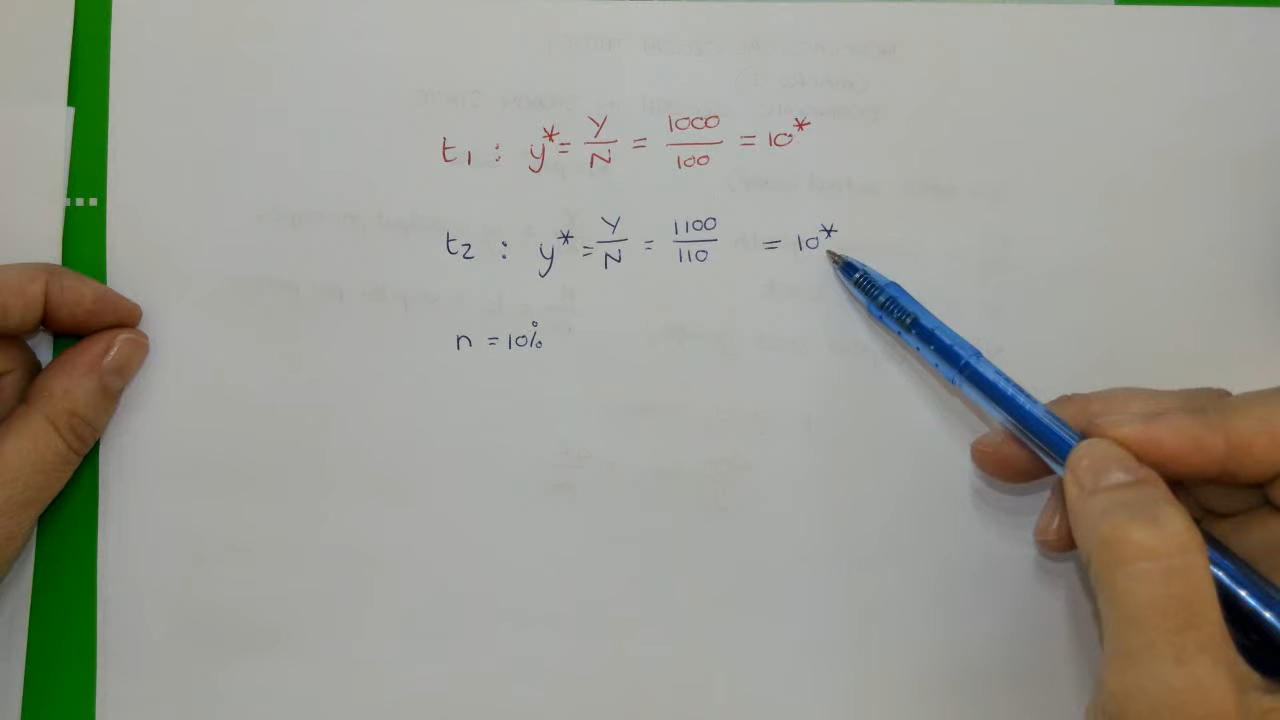 t1 : y* = Y/N = 1000/100 = 10*
t2 : y* = Y/N = 1100/110 = 10*
n = 10%